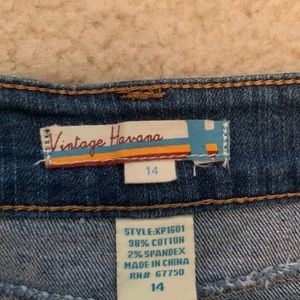 Vintage Havana
14
STYLE:KP1601
98% COTTON
2% SPANDEX
MADE IN CHINA
RN# 67750
14